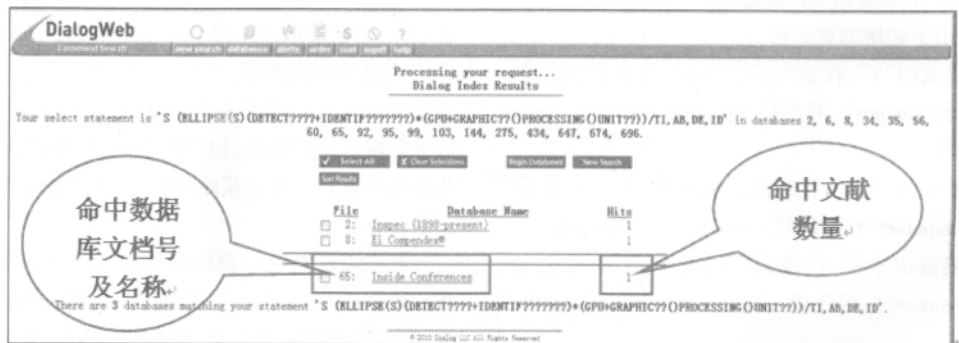 DialogWeb
Command Search new search databases alerts order cost logoff help
Processing your request...
Dialog Index Results
Your select statement is 'S (ELLIPSE(S)(DETECT????+IDENTIF???????)*(GPU+GRAPHIC??()PROCESSING()UNIT??))/TI,AB,DE,ID' in databases 2, 6, 8, 34, 35, 56,
60, 65, 92, 95, 99, 103, 144, 275, 434, 647, 674, 696.
✓ Select All X Clear Selections Begin Databases New Search
Sort Results
File Database Name Hits
2: Inspec (1898-present) 1
8: Ei Compendex® 1
65: Inside Conferences 1
There are 3 databases matching your statement 'S (ELLIPSE(S)(DETECT????+IDENTIF???????)+(GPU+GRAPHIC??()PROCESSING()UNIT??))/TI,AB,DE,ID'.
© 2010 Dialog LLC All Rights Reserved
命中数据
库文档号
及名称
命中文献
数量